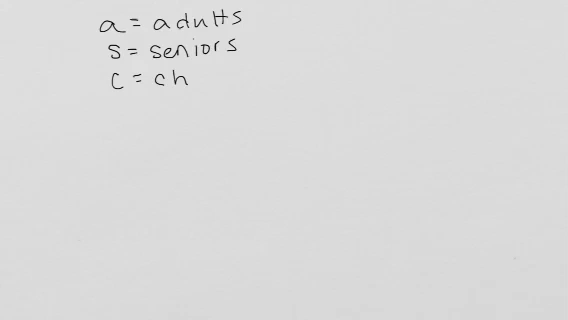 a = adults
s = seniors
c = ch